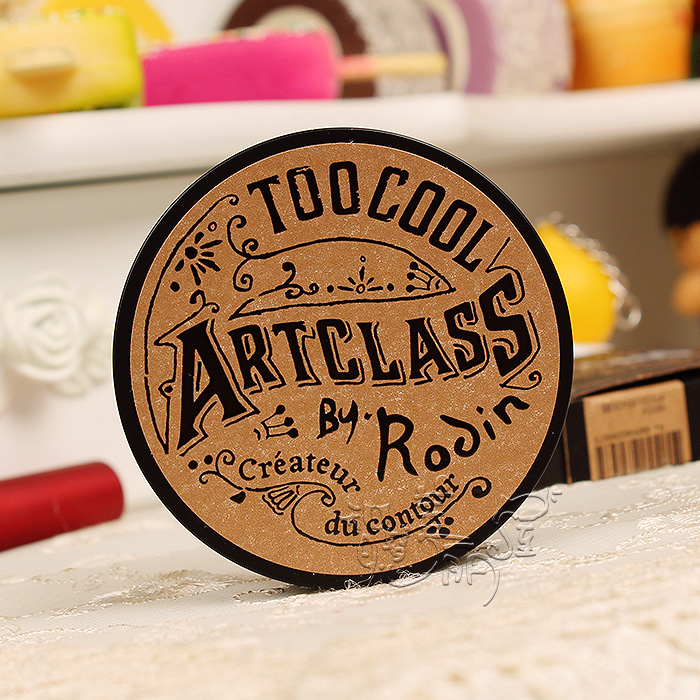 TOO COOL
ARTCLASS
By. Rodin
Créateur
du contour